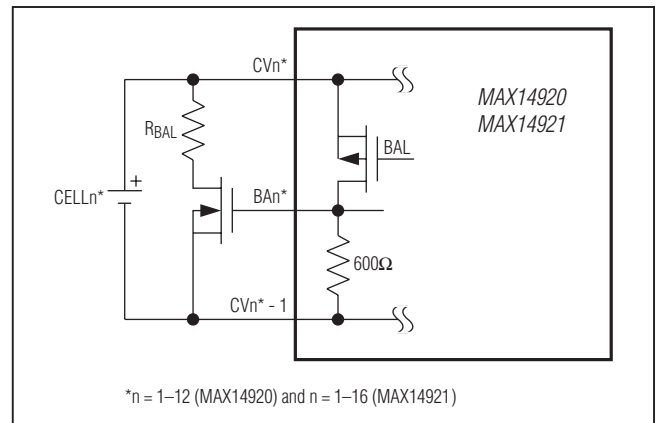 CVn*
MAX14920
MAX14921
RBAL
BAL
CELLn*
+
BAn*
600Ω
CVn* - 1
*n = 1–12 (MAX14920) and n = 1–16 (MAX14921)